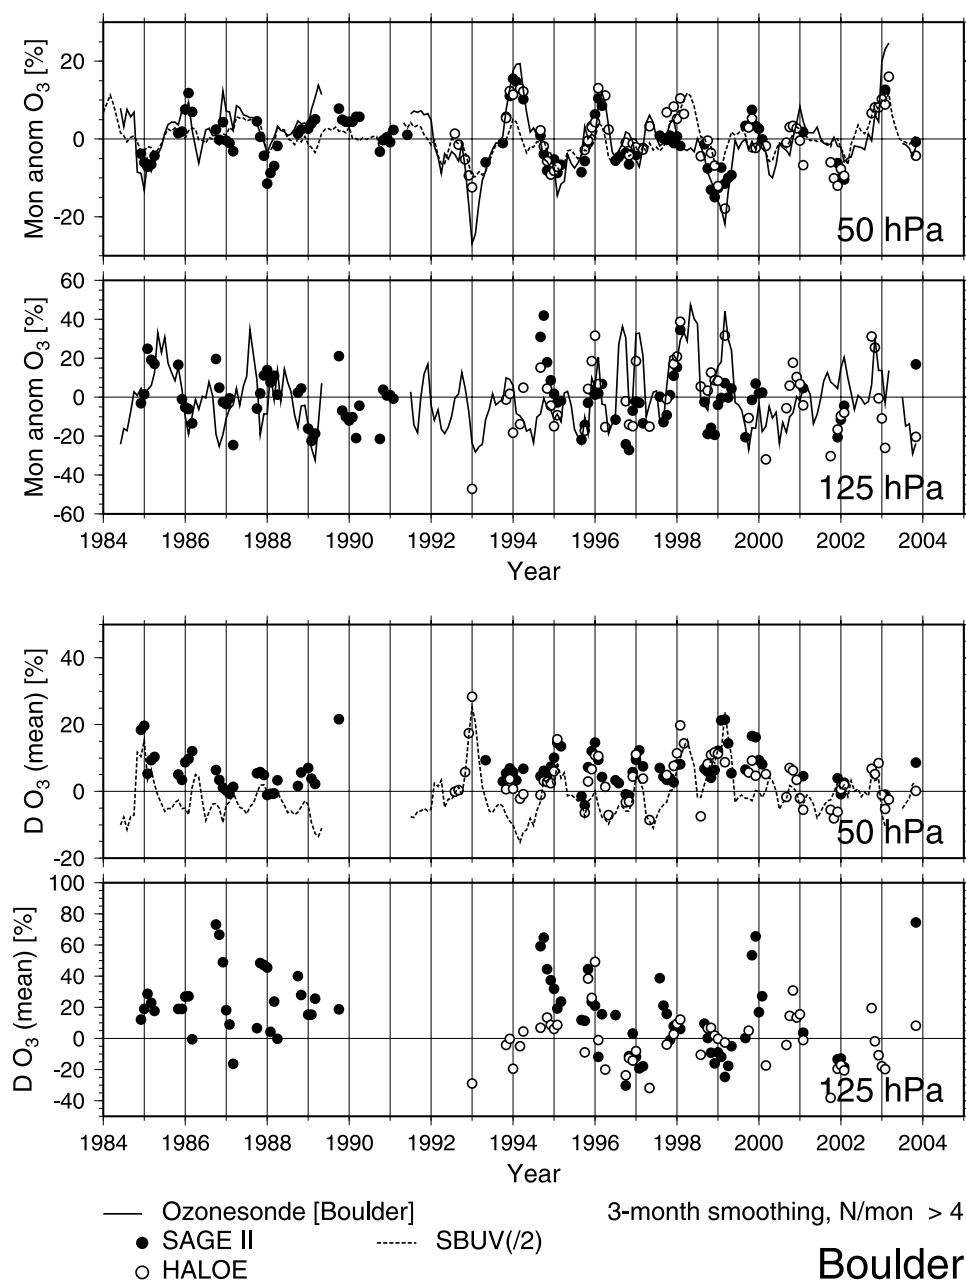 Mon anom O3 [%]
20
0
-20
50 hPa
Mon anom O3 [%]
60
40
20
0
-20
-40
-60
125 hPa
1984 1986 1988 1990 1992 1994 1996 1998 2000 2002 2004
Year
D O3 (mean) [%]
40
20
0
-20
50 hPa
D O3 (mean) [%]
100
80
60
40
20
0
-20
-40
125 hPa
1984 1986 1988 1990 1992 1994 1996 1998 2000 2002 2004
Year
Ozonesonde [Boulder] 3-month smoothing, N/mon > 4
SAGE II SBUV(/2)
HALOE Boulder